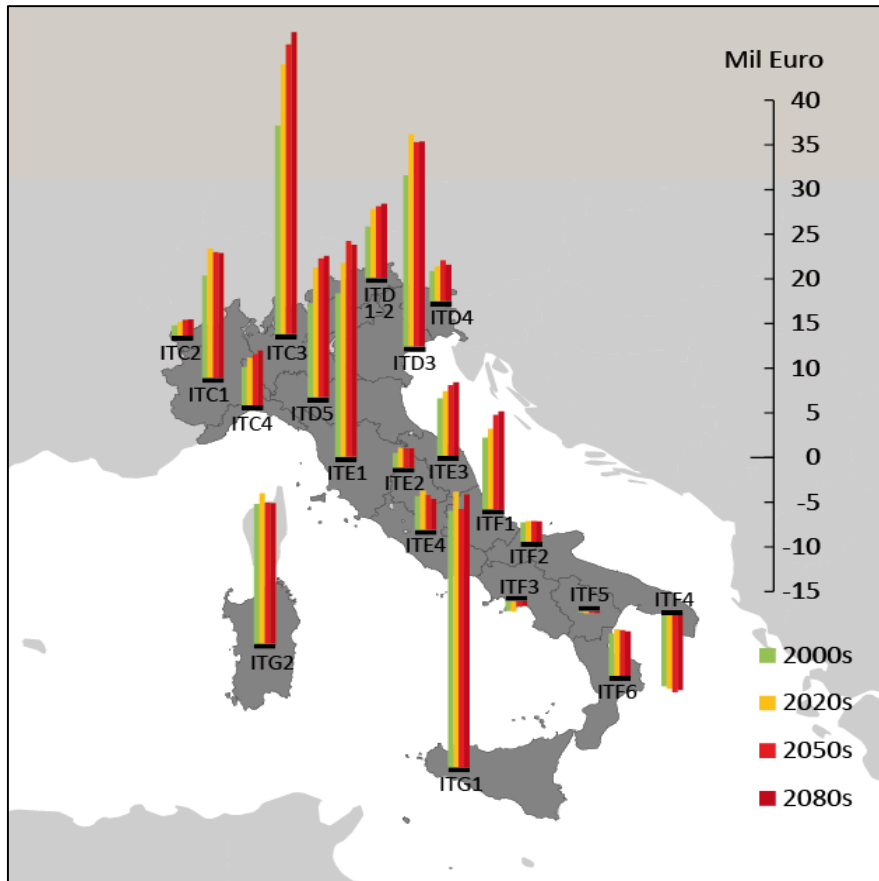 Mil Euro
40
35
30
25
20
15
10
5
0
-5
-10
-15
ITD
1-2
ITD4
ITC2
ITC3
ITD3
ITC1
ITC4
ITD5
ITE1
ITE2
ITE3
ITF1
ITE4
ITF2
ITF3
ITF5
ITF4
ITG2
ITF6
ITG1
2000s
2020s
2050s
2080s